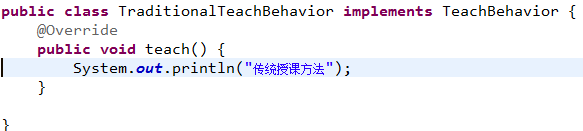 public class TraditionalTeachBehavior implements TeachBehavior {
    @Override
    public void teach() {
        System.out.println("传统授课方法");
    }
}